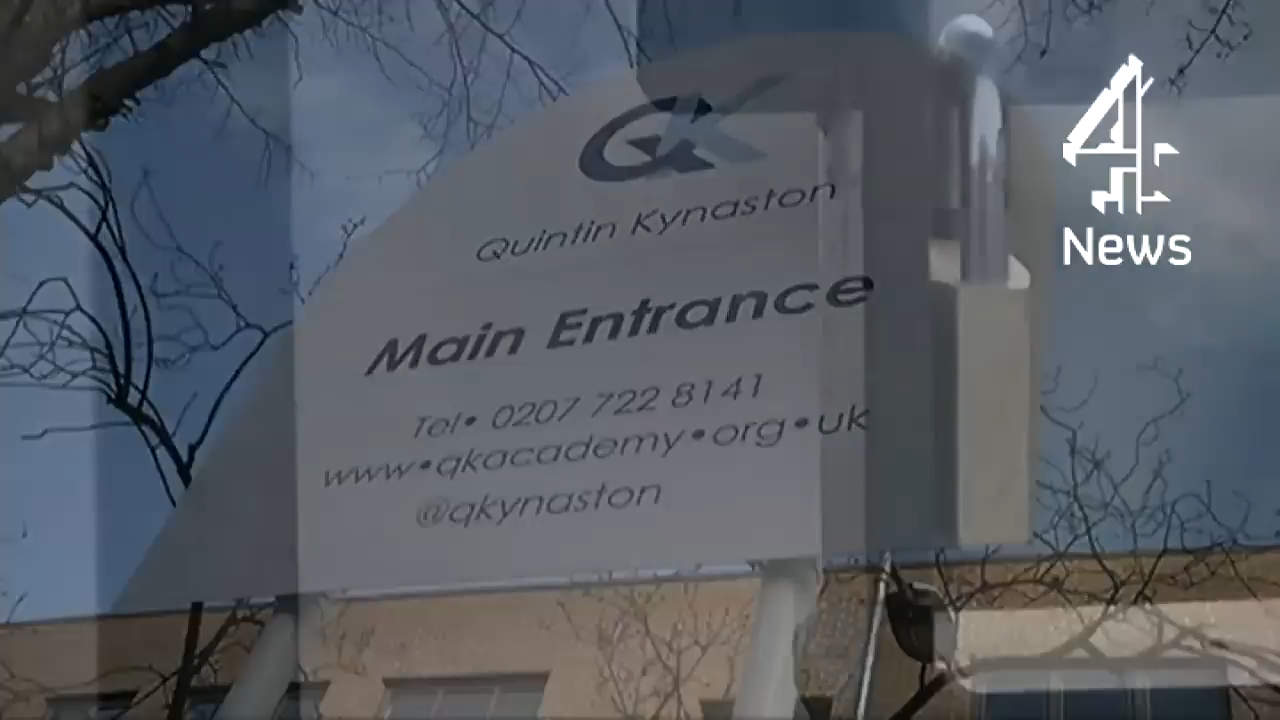 QK
Quintin Kynaston
Main Entrance
Tel• 0207 722 8141
www•qkacademy•org•uk
@qkynaston
4
News